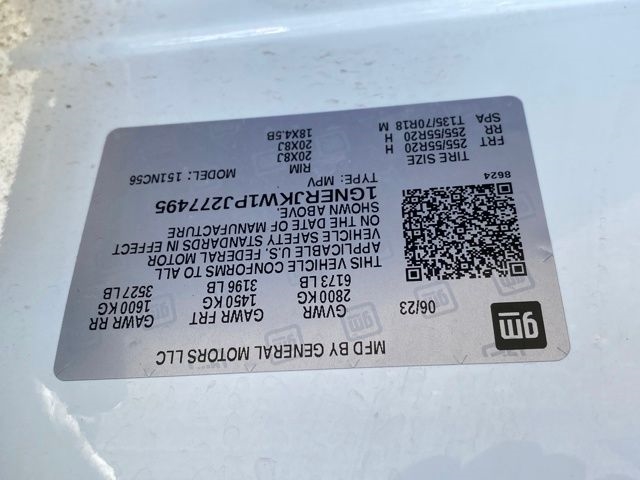 gm
MFD BY GENERAL MOTORS LLC
06/23
GVWR GAWR FRT GAWR RR
2800 KG 1450 KG 1600 KG
6173 LB 3196 LB 3527 LB
THIS VEHICLE CONFORMS TO ALL
APPLICABLE U.S. FEDERAL MOTOR
VEHICLE SAFETY STANDARDS IN EFFECT
ON THE DATE OF MANUFACTURE
SHOWN ABOVE.
1GNERJKW1PJ277495
TYPE: MPV MODEL: 151NC56
8624
TIRE SIZE RIM
FRT 255/55R20 H 20X8J
RR 255/55R20 H 20X8J
SPA T135/70R18 M 18X4.5B